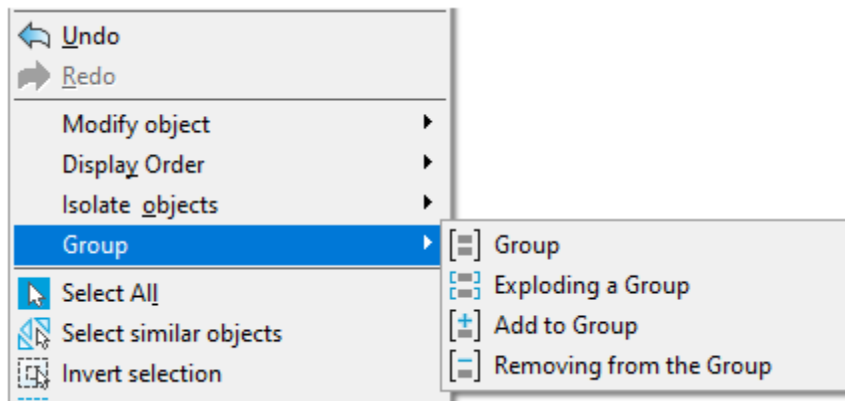 Undo
Redo
Modify object
Display Order
Isolate objects
Group
Select All
Select similar objects
Invert selection
Group
Exploding a Group
Add to Group
Removing from the Group